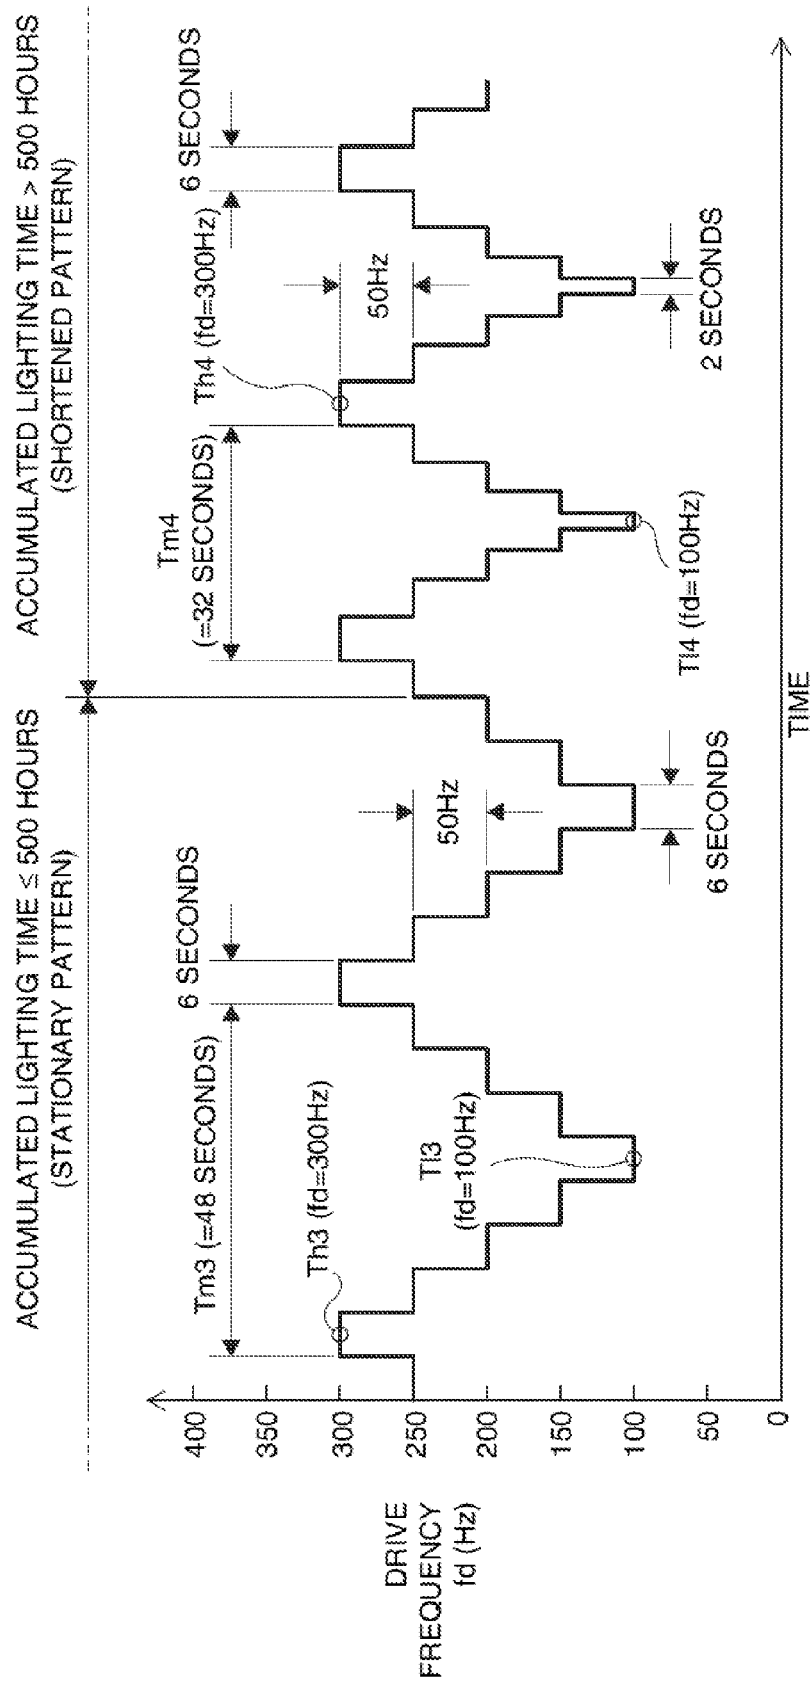 ACCUMULATED LIGHTING TIME ≤ 500 HOURS
(STATIONARY PATTERN)
ACCUMULATED LIGHTING TIME > 500 HOURS
(SHORTENED PATTERN)
Tm3 (=48 SECONDS)
6 SECONDS
Tm4
(=32 SECONDS)
6 SECONDS
Th3 (fd=300Hz)
Th4 (fd=300Hz)
50Hz
50Hz
Tl3
(fd=100Hz)
6 SECONDS
Tl4 (fd=100Hz)
2 SECONDS
DRIVE
FREQUENCY
fd (Hz)
400
350
300
250
200
150
100
50
0
TIME